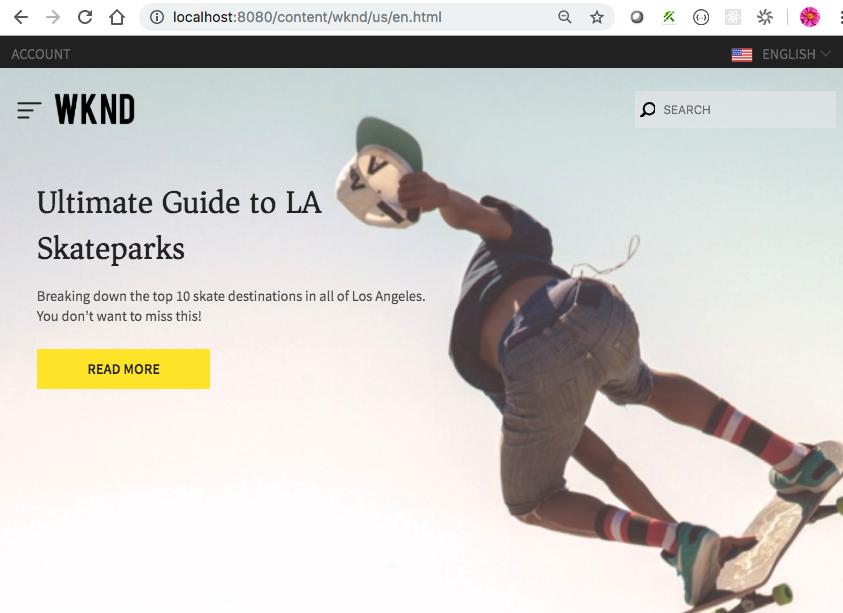 localhost:8080/content/wknd/us/en.html
ACCOUNT
ENGLISH
WKND
SEARCH
Ultimate Guide to LA
Skateparks
Breaking down the top 10 skate destinations in all of Los Angeles.
You don't want to miss this!
READ MORE